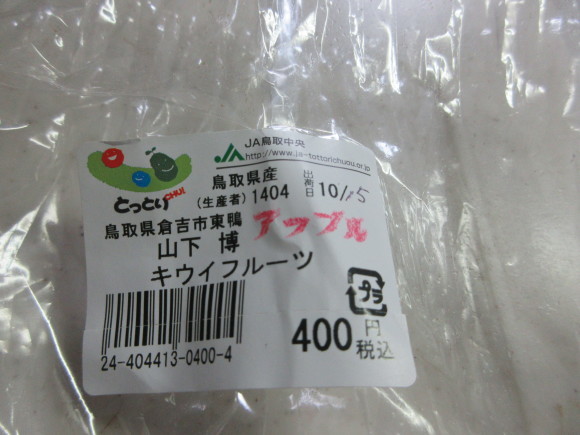 JA鳥取中央
http://www.ja-tottorichuou.or.jp
とっとりCHU!
鳥取県産
(生産者) 1404
出荷日 10/15
鳥取県倉吉市東鴨
アップル
山下 博
キウイフルーツ
プラ
24-404413-0400-4
400円
税込